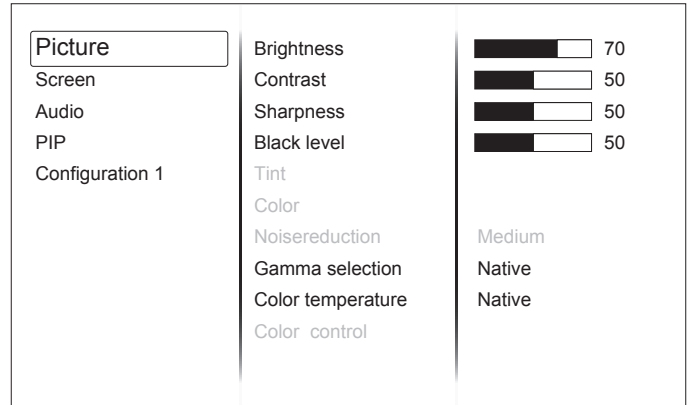 Picture
Screen
Audio
PIP
Configuration 1
Brightness 70
Contrast 50
Sharpness 50
Black level 50
Tint
Color
Noisereduction Medium
Gamma selection Native
Color temperature Native
Color control